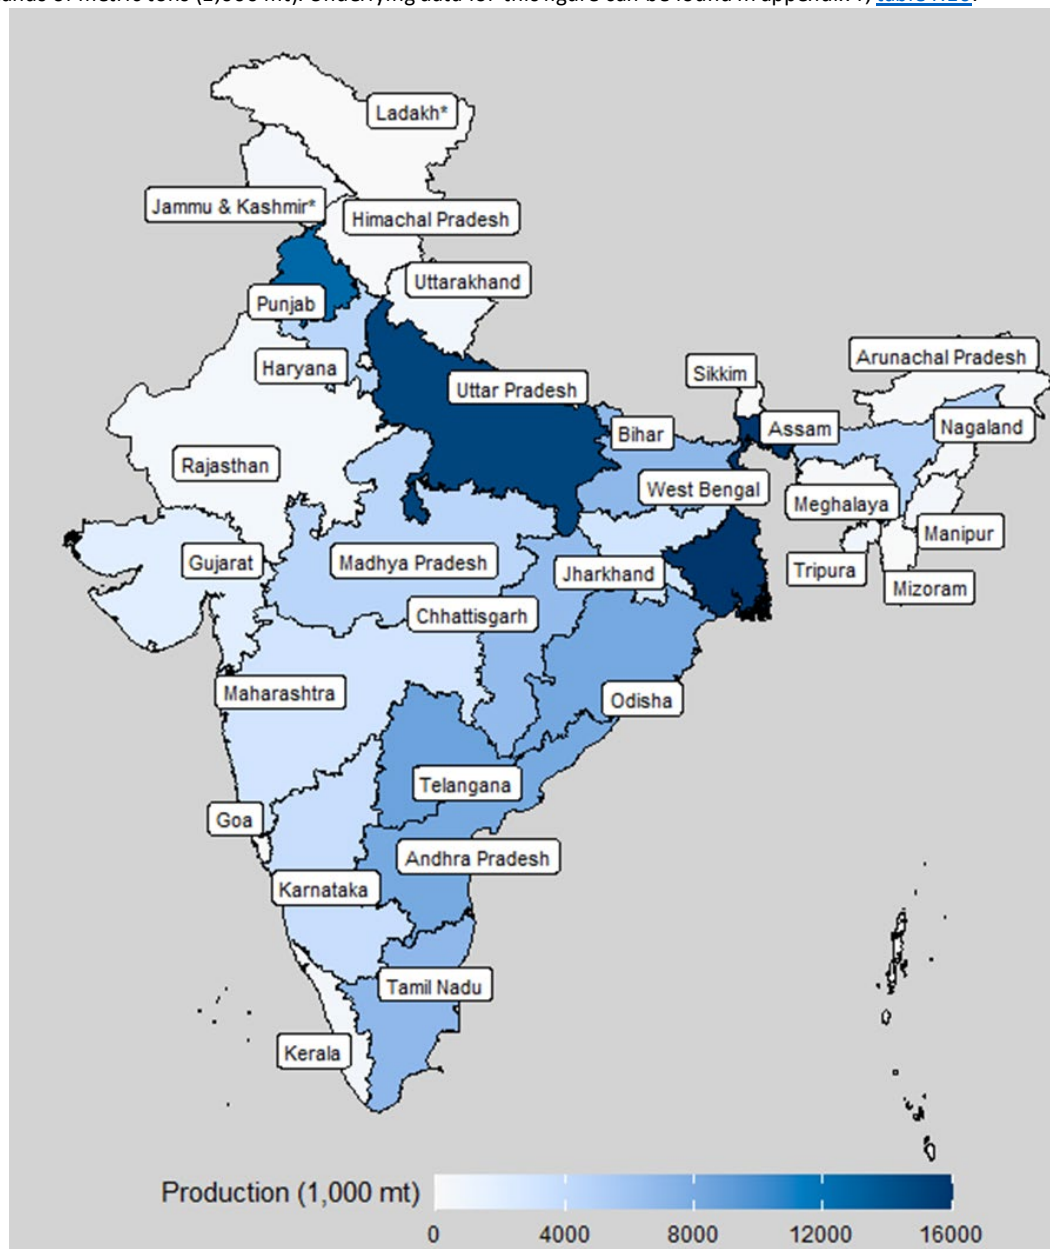 Ladakh*
Jammu & Kashmir*
Himachal Pradesh
Uttarakhand
Punjab
Haryana
Uttar Pradesh
Sikkim
Arunachal Pradesh
Bihar
Assam
Nagaland
Rajasthan
West Bengal
Meghalaya
Manipur
Gujarat
Madhya Pradesh
Jharkhand
Tripura
Mizoram
Chhattisgarh
Maharashtra
Odisha
Telangana
Goa
Andhra Pradesh
Karnataka
Tamil Nadu
Kerala
Production (1,000 mt)
0 4000 8000 12000 16000